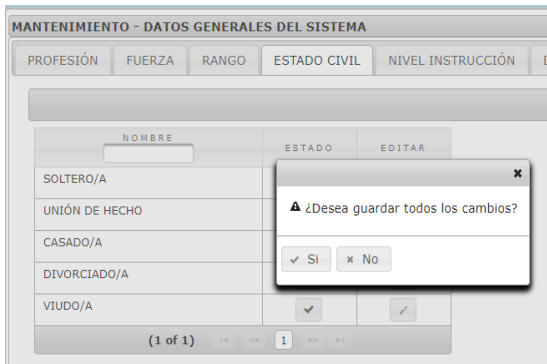 MANTENIMIENTO - DATOS GENERALES DEL SISTEMA
PROFESIÓN FUERZA RANGO ESTADO CIVIL NIVEL INSTRUCCIÓN
NOMBRE ESTADO EDITAR
SOLTERO/A
¿Desea guardar todos los cambios?
UNIÓN DE HECHO
CASADO/A
Si No
DIVORCIADO/A
VIUDO/A
(1 of 1) 1